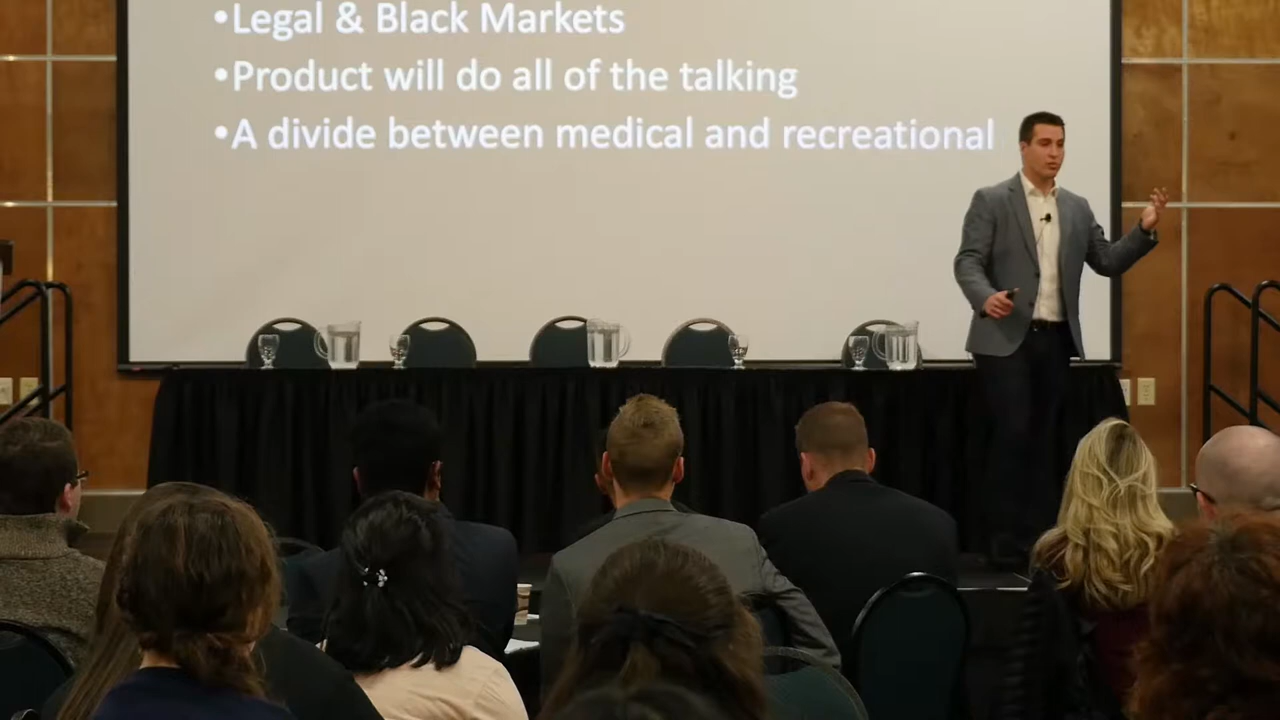 •Legal & Black Markets
•Product will do all of the talking
•A divide between medical and recreational